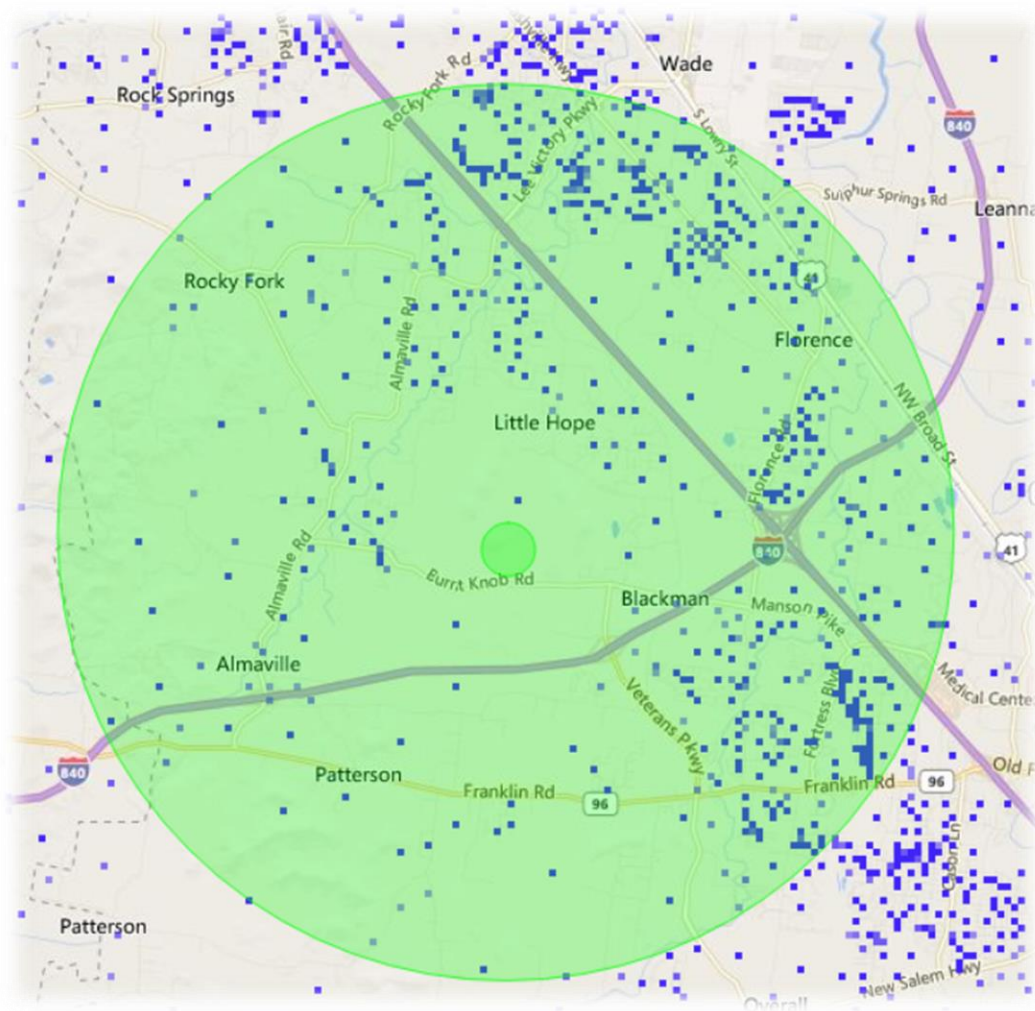 Wade
Rock Springs
Rocky Fork Rd
Lee Victory Pkwy
S Lowry St
840
Sulphur Springs Rd
Rocky Fork
41
Almaville Rd
Florence
Little Hope
NW Broad St
Florence Rd
840
41
Almaville Rd
Burnt Knob Rd
Blackman
Manson Pike
Almaville
Veterans Pkwy
Fortress Blvd
Medical Cente
840
Patterson
Franklin Rd
96
Franklin Rd
96
Old
Cason Ln
Patterson
New Salem Hwy
Overall